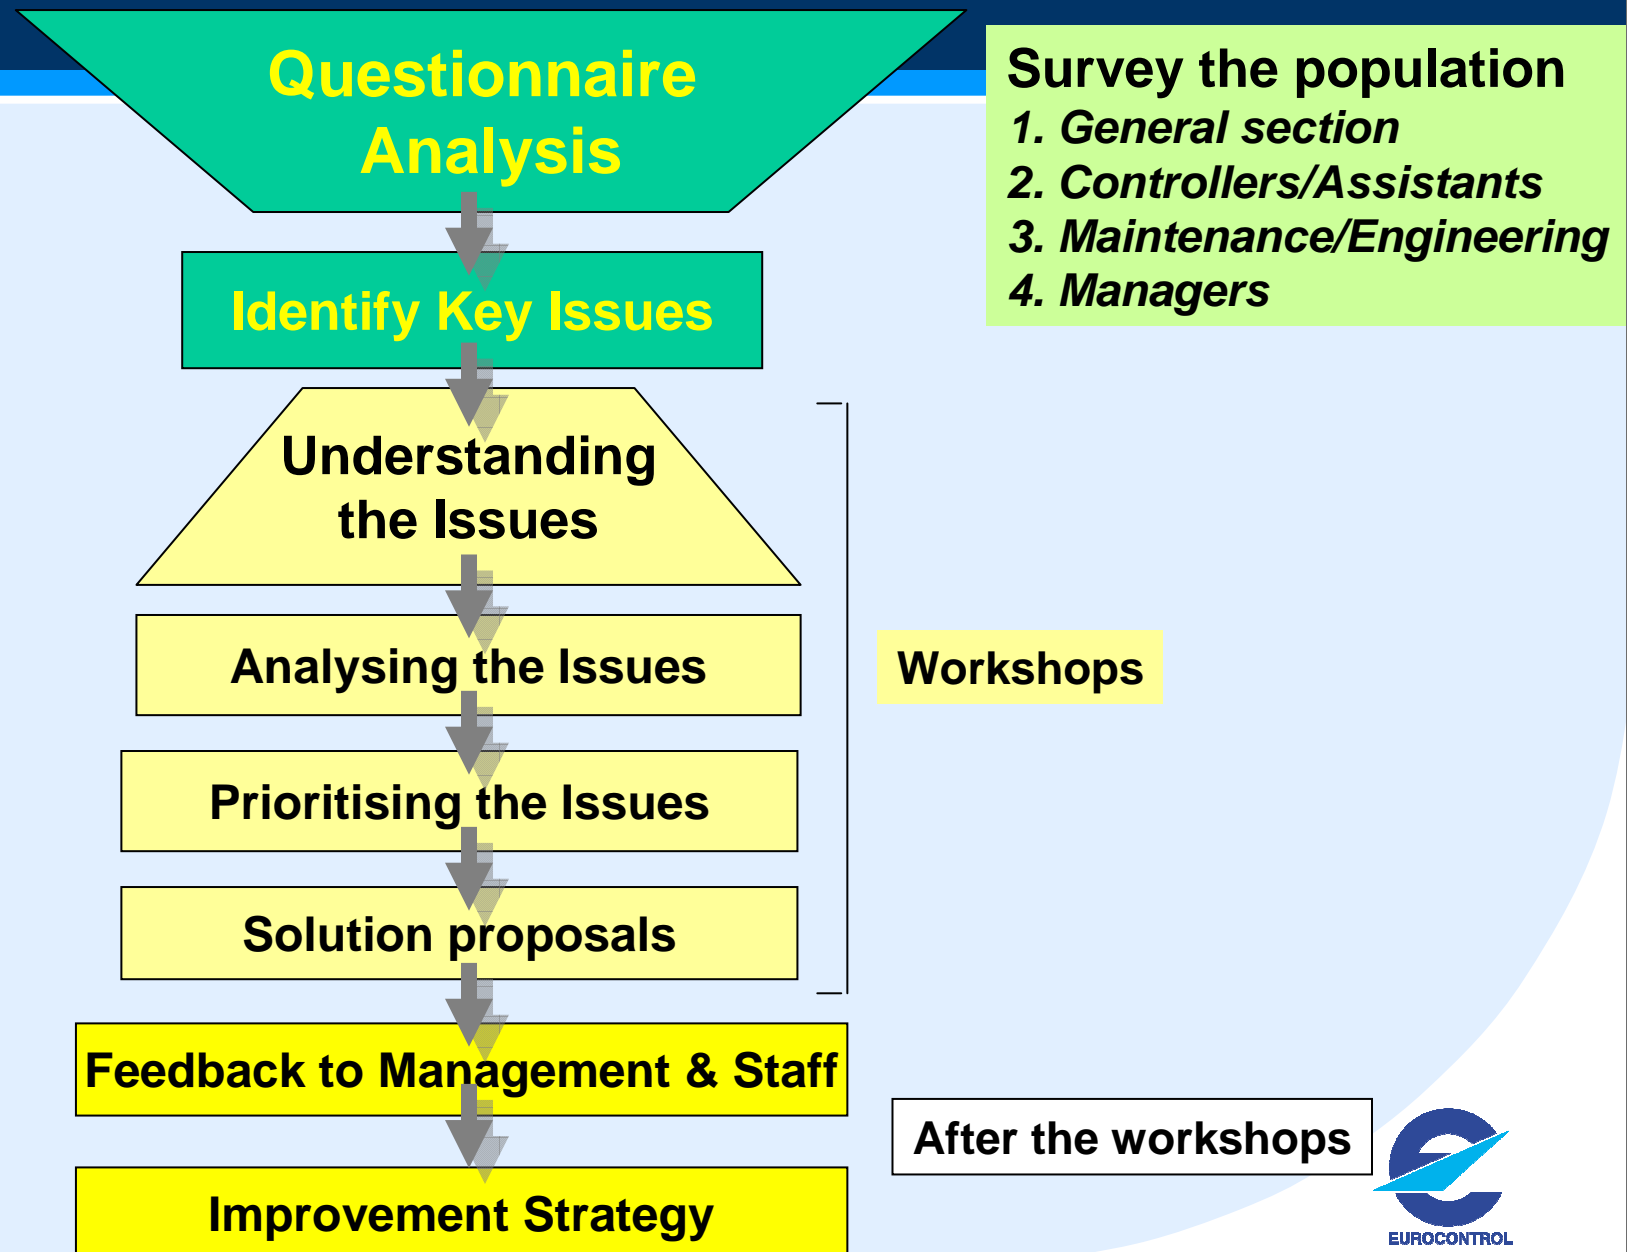 Questionnaire
Analysis
Survey the population
1. General section
2. Controllers/Assistants
3. Maintenance/Engineering
4. Managers
Identify Key Issues
Understanding
the Issues
Analysing the Issues
Workshops
Prioritising the Issues
Solution proposals
Feedback to Management & Staff
After the workshops
Improvement Strategy
EUROCONTROL